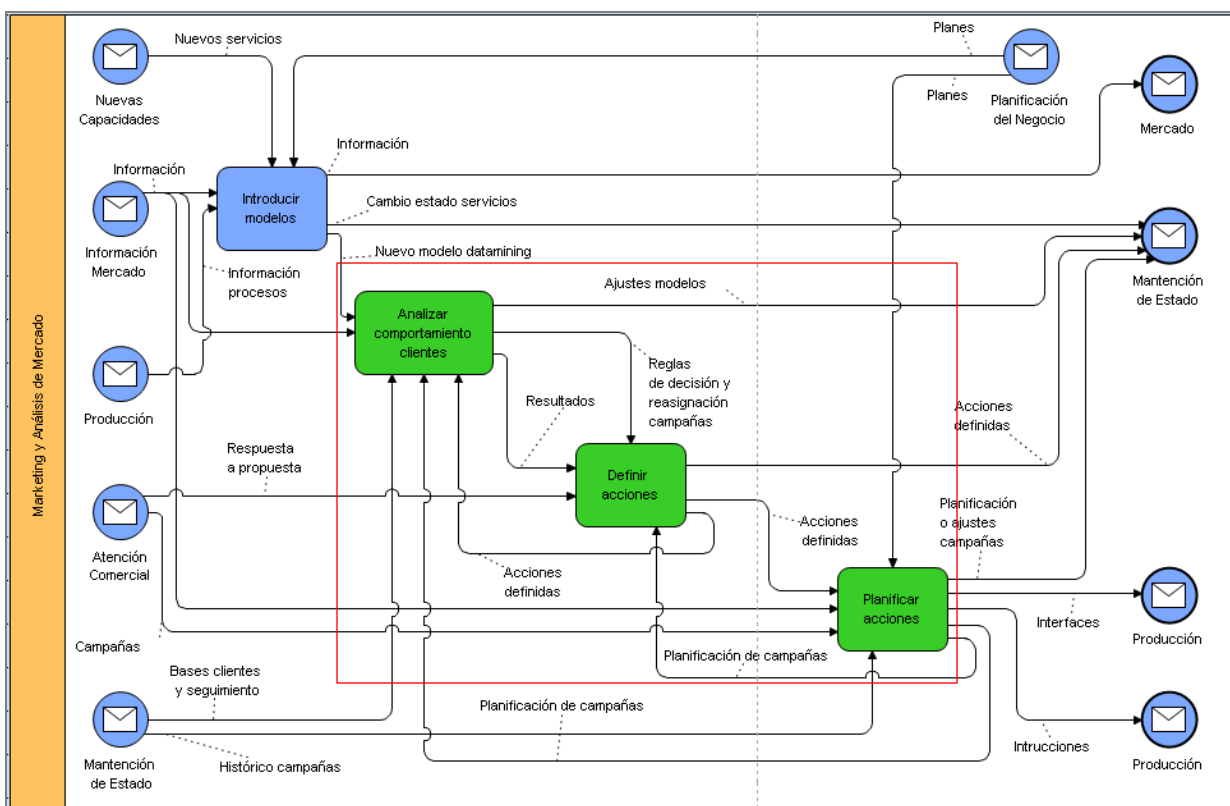 Marketing y Análisis de Mercado
Nuevos servicios
Planes
Planes
Nuevas
Capacidades
Planificación
del Negocio
Mercado
Información
Información
Introducir
modelos
Cambio estado servicios
Información
Mercado
Información
procesos
Nuevo modelo datamining
Mantención
de Estado
Ajustes modelos
Analizar
comportamiento
clientes
Reglas
de decisión y
reasignación
campañas
Producción
Resultados
Acciones
definidas
Respuesta
a propuesta
Definir
acciones
Planificación
o ajustes
campañas
Acciones
definidas
Atención
Comercial
Acciones
definidas
Planificar
acciones
Interfaces
Producción
Campañas
Planificación de campañas
Bases clientes
y seguimiento
Planificación de campañas
Mantención
de Estado
Histórico campañas
Intrucciones
Producción